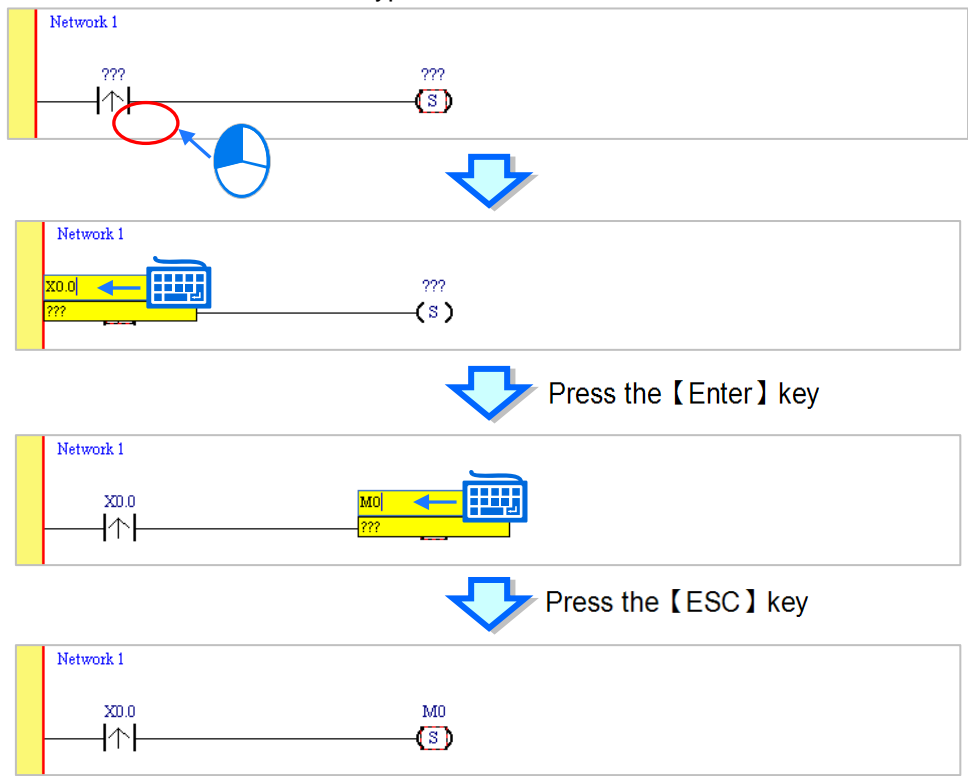 Network 1
???
???
S
Network 1
X0.0
???
???
S
Press the【Enter】key
Network 1
X0.0
M0
???
Press the【ESC】key
Network 1
X0.0
M0
S